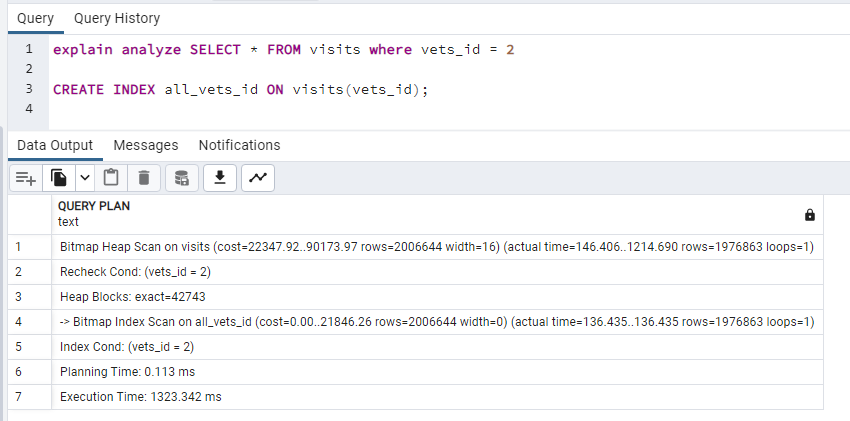 Query Query History
1 explain analyze SELECT * FROM visits where vets_id = 2
2
3 CREATE INDEX all_vets_id ON visits(vets_id);
4
Data Output Messages Notifications
QUERY PLAN
text
1 Bitmap Heap Scan on visits (cost=22347.92..90173.97 rows=2006644 width=16) (actual time=146.406..1214.690 rows=1976863 loops=1)
2 Recheck Cond: (vets_id = 2)
3 Heap Blocks: exact=42743
4 -> Bitmap Index Scan on all_vets_id (cost=0.00..21846.26 rows=2006644 width=0) (actual time=136.435..136.435 rows=1976863 loops=1)
5 Index Cond: (vets_id = 2)
6 Planning Time: 0.113 ms
7 Execution Time: 1323.342 ms